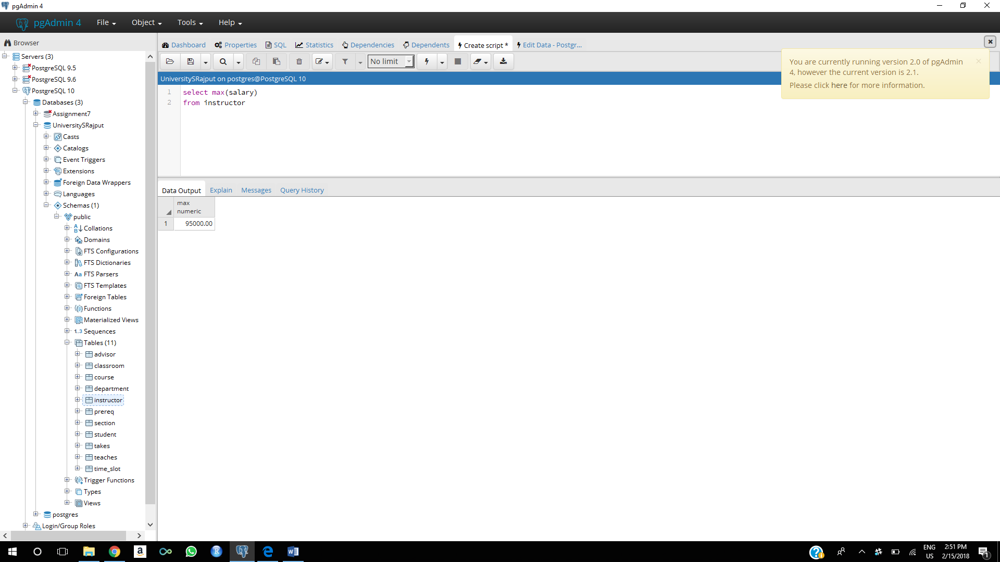 pgAdmin 4
pgAdmin 4 File Object Tools Help
Browser
Servers (3)
PostgreSQL 9.5
PostgreSQL 9.6
PostgreSQL 10
Databases (3)
Assignment7
UniversitySRajput
Casts
Catalogs
Event Triggers
Extensions
Foreign Data Wrappers
Languages
Schemas (1)
public
Collations
Domains
FTS Configurations
FTS Dictionaries
Aa FTS Parsers
FTS Templates
Foreign Tables
Functions
Materialized Views
1..3 Sequences
Tables (11)
advisor
classroom
course
department
instructor
prereq
section
student
takes
teaches
time_slot
Trigger Functions
Types
Views
postgres
Login/Group Roles
Dashboard Properties SQL Statistics Dependencies Dependents Create script * Edit Data - Postgr...
No limit
UniversitySRajput on postgres@PostgreSQL 10
You are currently running version 2.0 of pgAdmin
4, however the current version is 2.1.
Please click here for more information.
1 select max(salary)
2 from instructor
Data Output Explain Messages Query History
max
numeric
1 95000.00
ENG
US
2:51 PM
2/15/2018
1